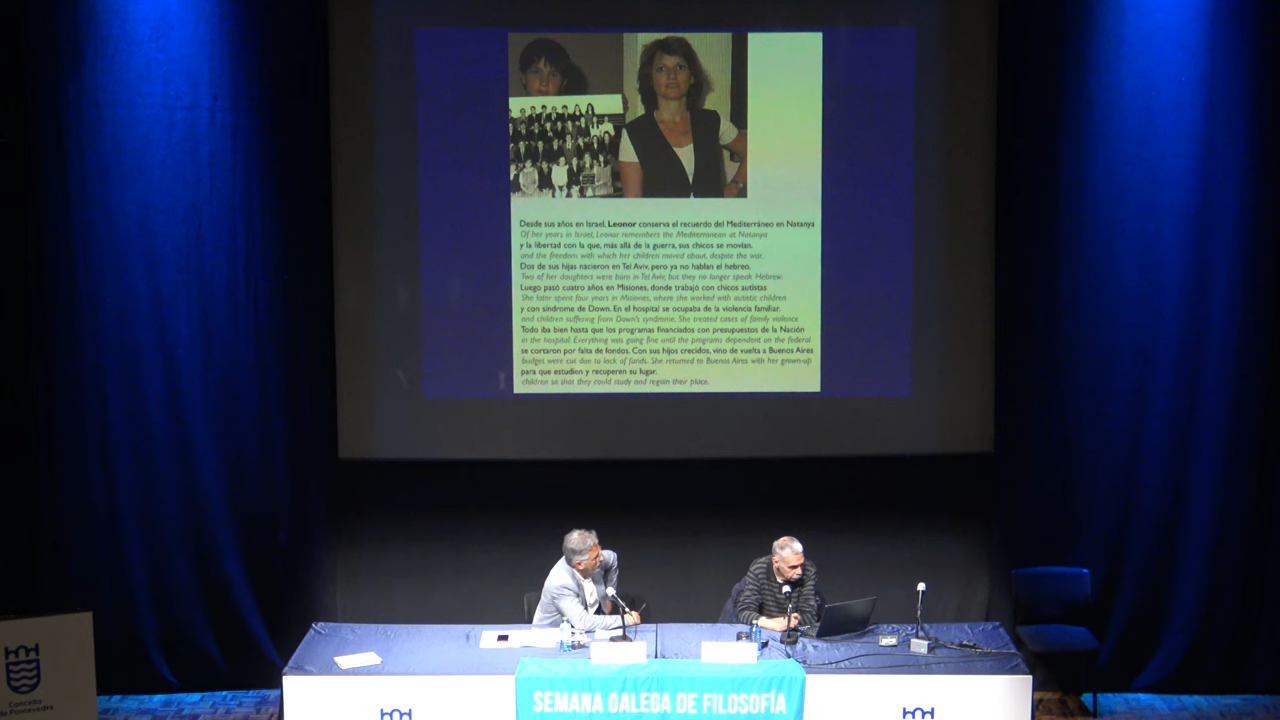 Desde sus años en Israel, Leonor conserva el recuerdo del Mediterráneo en Natanya
Of her years in Israel, Leonor remembers the Mediterranean at Natanya
y la libertad con la que, más allá de la guerra, sus chicos se movían.
and the freedom with which her children moved about, despite the war.
Dos de sus hijas nacieron en Tel Aviv, pero ya no hablan el hebreo.
Two of her daughters were born in Tel Aviv, but they no longer speak Hebrew.
Luego pasó cuatro años en Misiones, donde trabajó con chicos autistas
She later spent four years in Misiones, where she worked with autistic children
y con síndrome de Down. En el hospital se ocupaba de la violencia familiar.
and children suffering from Down's syndrome. She treated cases of family violence
Todo iba bien hasta que los programas financiados con presupuestos de la Nación
in the hospital. Everything was going fine until the programs dependent on the federal
se cortaron por falta de fondos. Con sus hijos crecidos, vino de vuelta a Buenos Aires
budget were cut due to lack of funds. She returned to Buenos Aires with her grown-up
para que estudien y recuperen su lugar.
children so that they could study and regain their place.
SEMANA GALEGA DE FILOSOFÍA
Concello
de Pontevedra